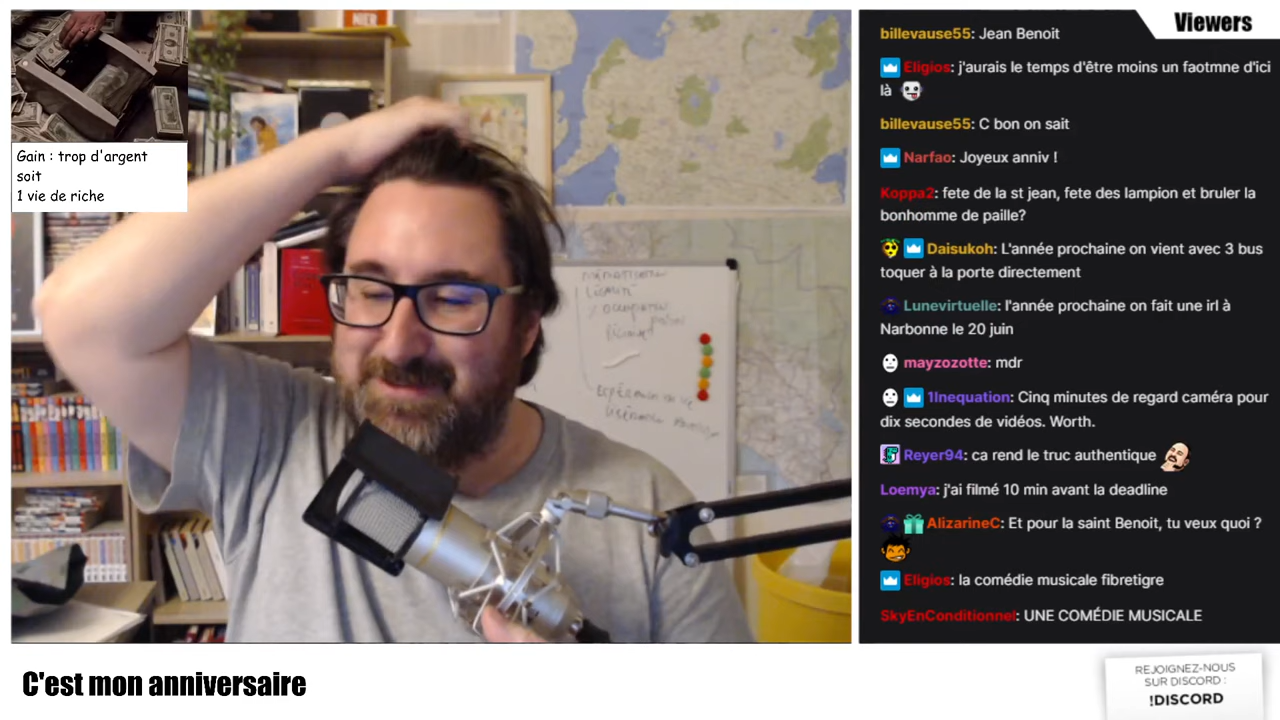 Viewers
NIER
Gain : trop d'argent
soit
1 vie de riche
billevause55: Jean Benoit
Eligios: j'aurais le temps d'être moins un faotmne d'ici
là
billevause55: C bon on sait
Narfao: Joyeux anniv !
Koppa2: fete de la st jean, fete des lampion et bruler la
bonhomme de paille?
Daisukoh: L'année prochaine on vient avec 3 bus
toquer à la porte directement
Lunevirtuelle: l'année prochaine on fait une irl à
Narbonne le 20 juin
mayzozotte: mdr
1Inequation: Cinq minutes de regard caméra pour
dix secondes de vidéos. Worth.
Reyer94: ca rend le truc authentique
Loemya: j'ai filmé 10 min avant la deadline
AlizarineC: Et pour la saint Benoit, tu veux quoi ?
Eligios: la comédie musicale fibretigre
SkyEnConditionnel: UNE COMÉDIE MUSICALE
C'est mon anniversaire
REJOIGNEZ-NOUS
SUR DISCORD :
!DISCORD